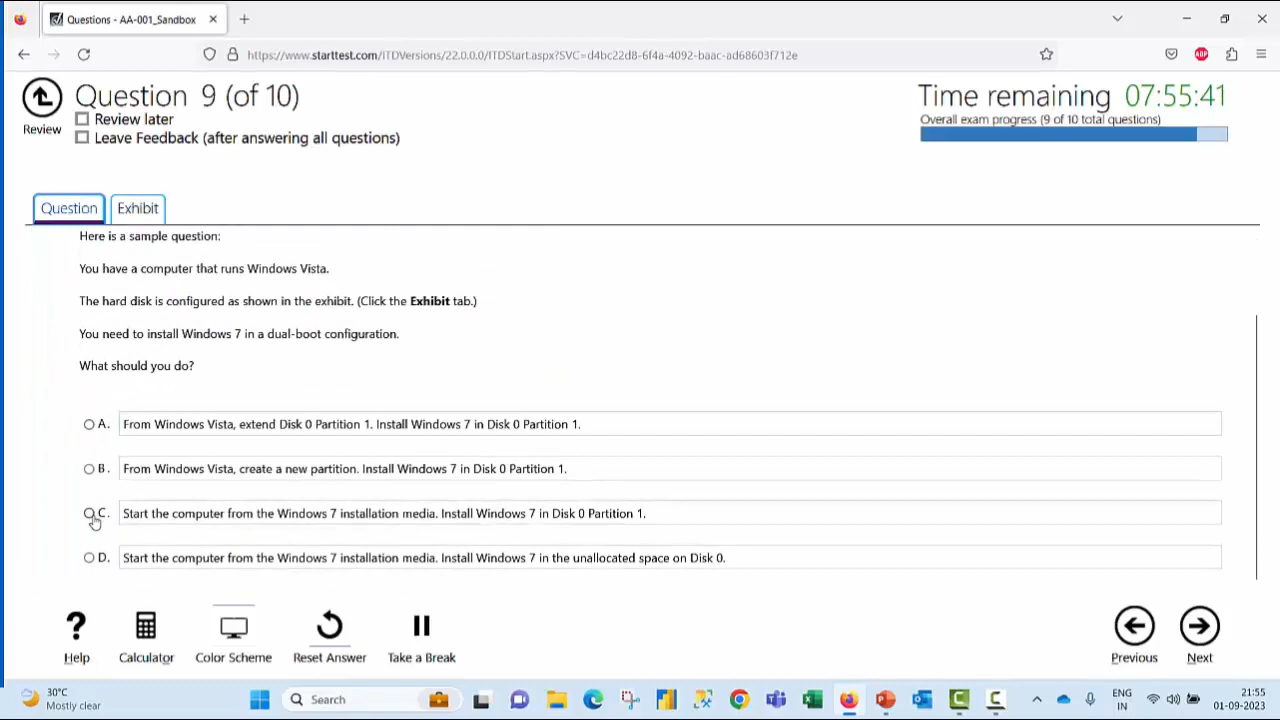 Questions - AA-001_Sandbox
https://www.starttest.com/ITDVersions/22.0.0.0/ITDStart.aspx?SVC=d4bc22d8-6f4a-4092-baac-ad68603f712e
ABP
Review
Question 9 (of 10)
Review later
Leave Feedback (after answering all questions)
Time remaining 07:55:41
Overall exam progress (9 of 10 total questions)
Question
Exhibit
Here is a sample question:
You have a computer that runs Windows Vista.
The hard disk is configured as shown in the exhibit. (Click the Exhibit tab.)
You need to install Windows 7 in a dual-boot configuration.
What should you do?
A. From Windows Vista, extend Disk 0 Partition 1. Install Windows 7 in Disk 0 Partition 1.
B. From Windows Vista, create a new partition. Install Windows 7 in Disk 0 Partition 1.
C. Start the computer from the Windows 7 installation media. Install Windows 7 in Disk 0 Partition 1.
D. Start the computer from the Windows 7 installation media. Install Windows 7 in the unallocated space on Disk 0.
Help
Calculator
Color Scheme
Reset Answer
Take a Break
Previous
Next
30°C
Mostly clear
Search
ENG
IN
21:55
01-09-2023